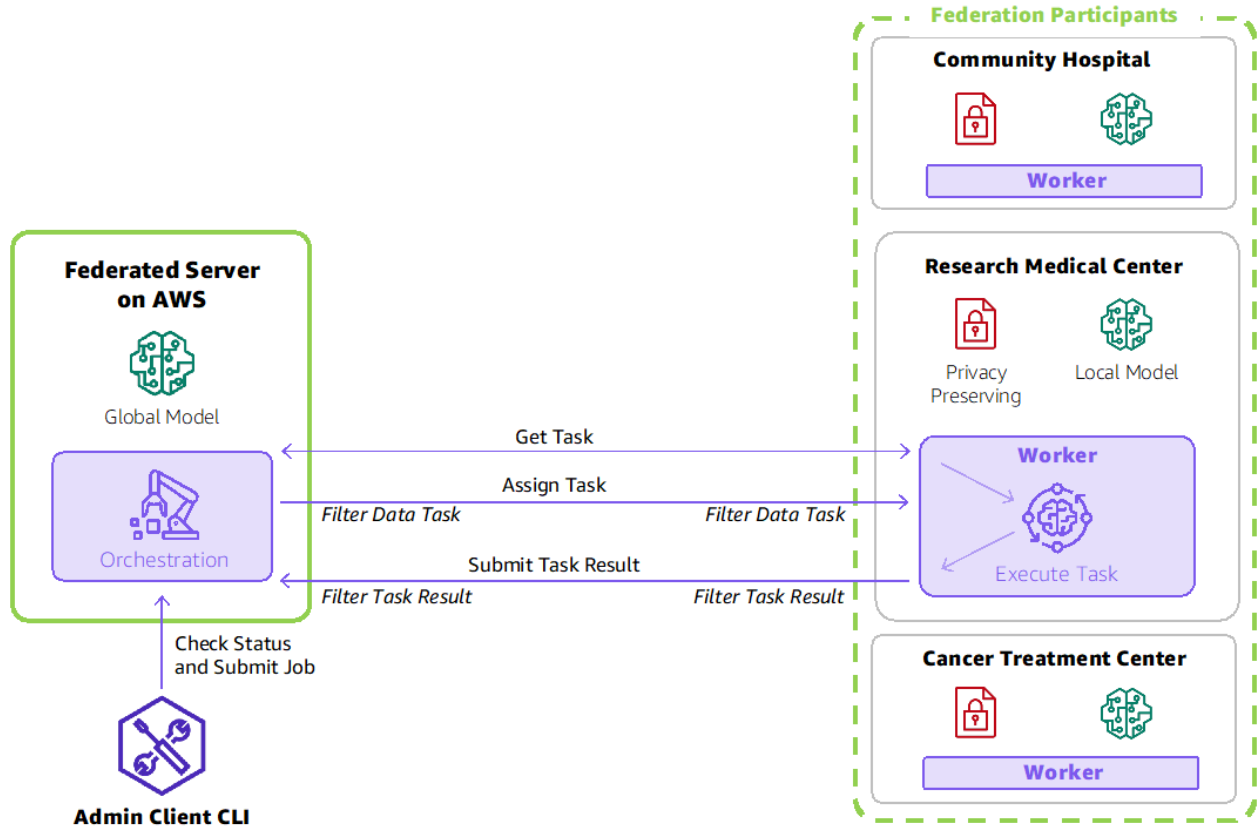 Federation Participants
Community Hospital
Worker
Federated Server
on AWS
Global Model
Orchestration
Research Medical Center
Privacy
Preserving
Local Model
Get Task
Assign Task
Filter Data Task
Filter Data Task
Submit Task Result
Filter Task Result
Filter Task Result
Worker
Execute Task
Check Status
and Submit Job
Admin Client CLI
Cancer Treatment Center
Worker